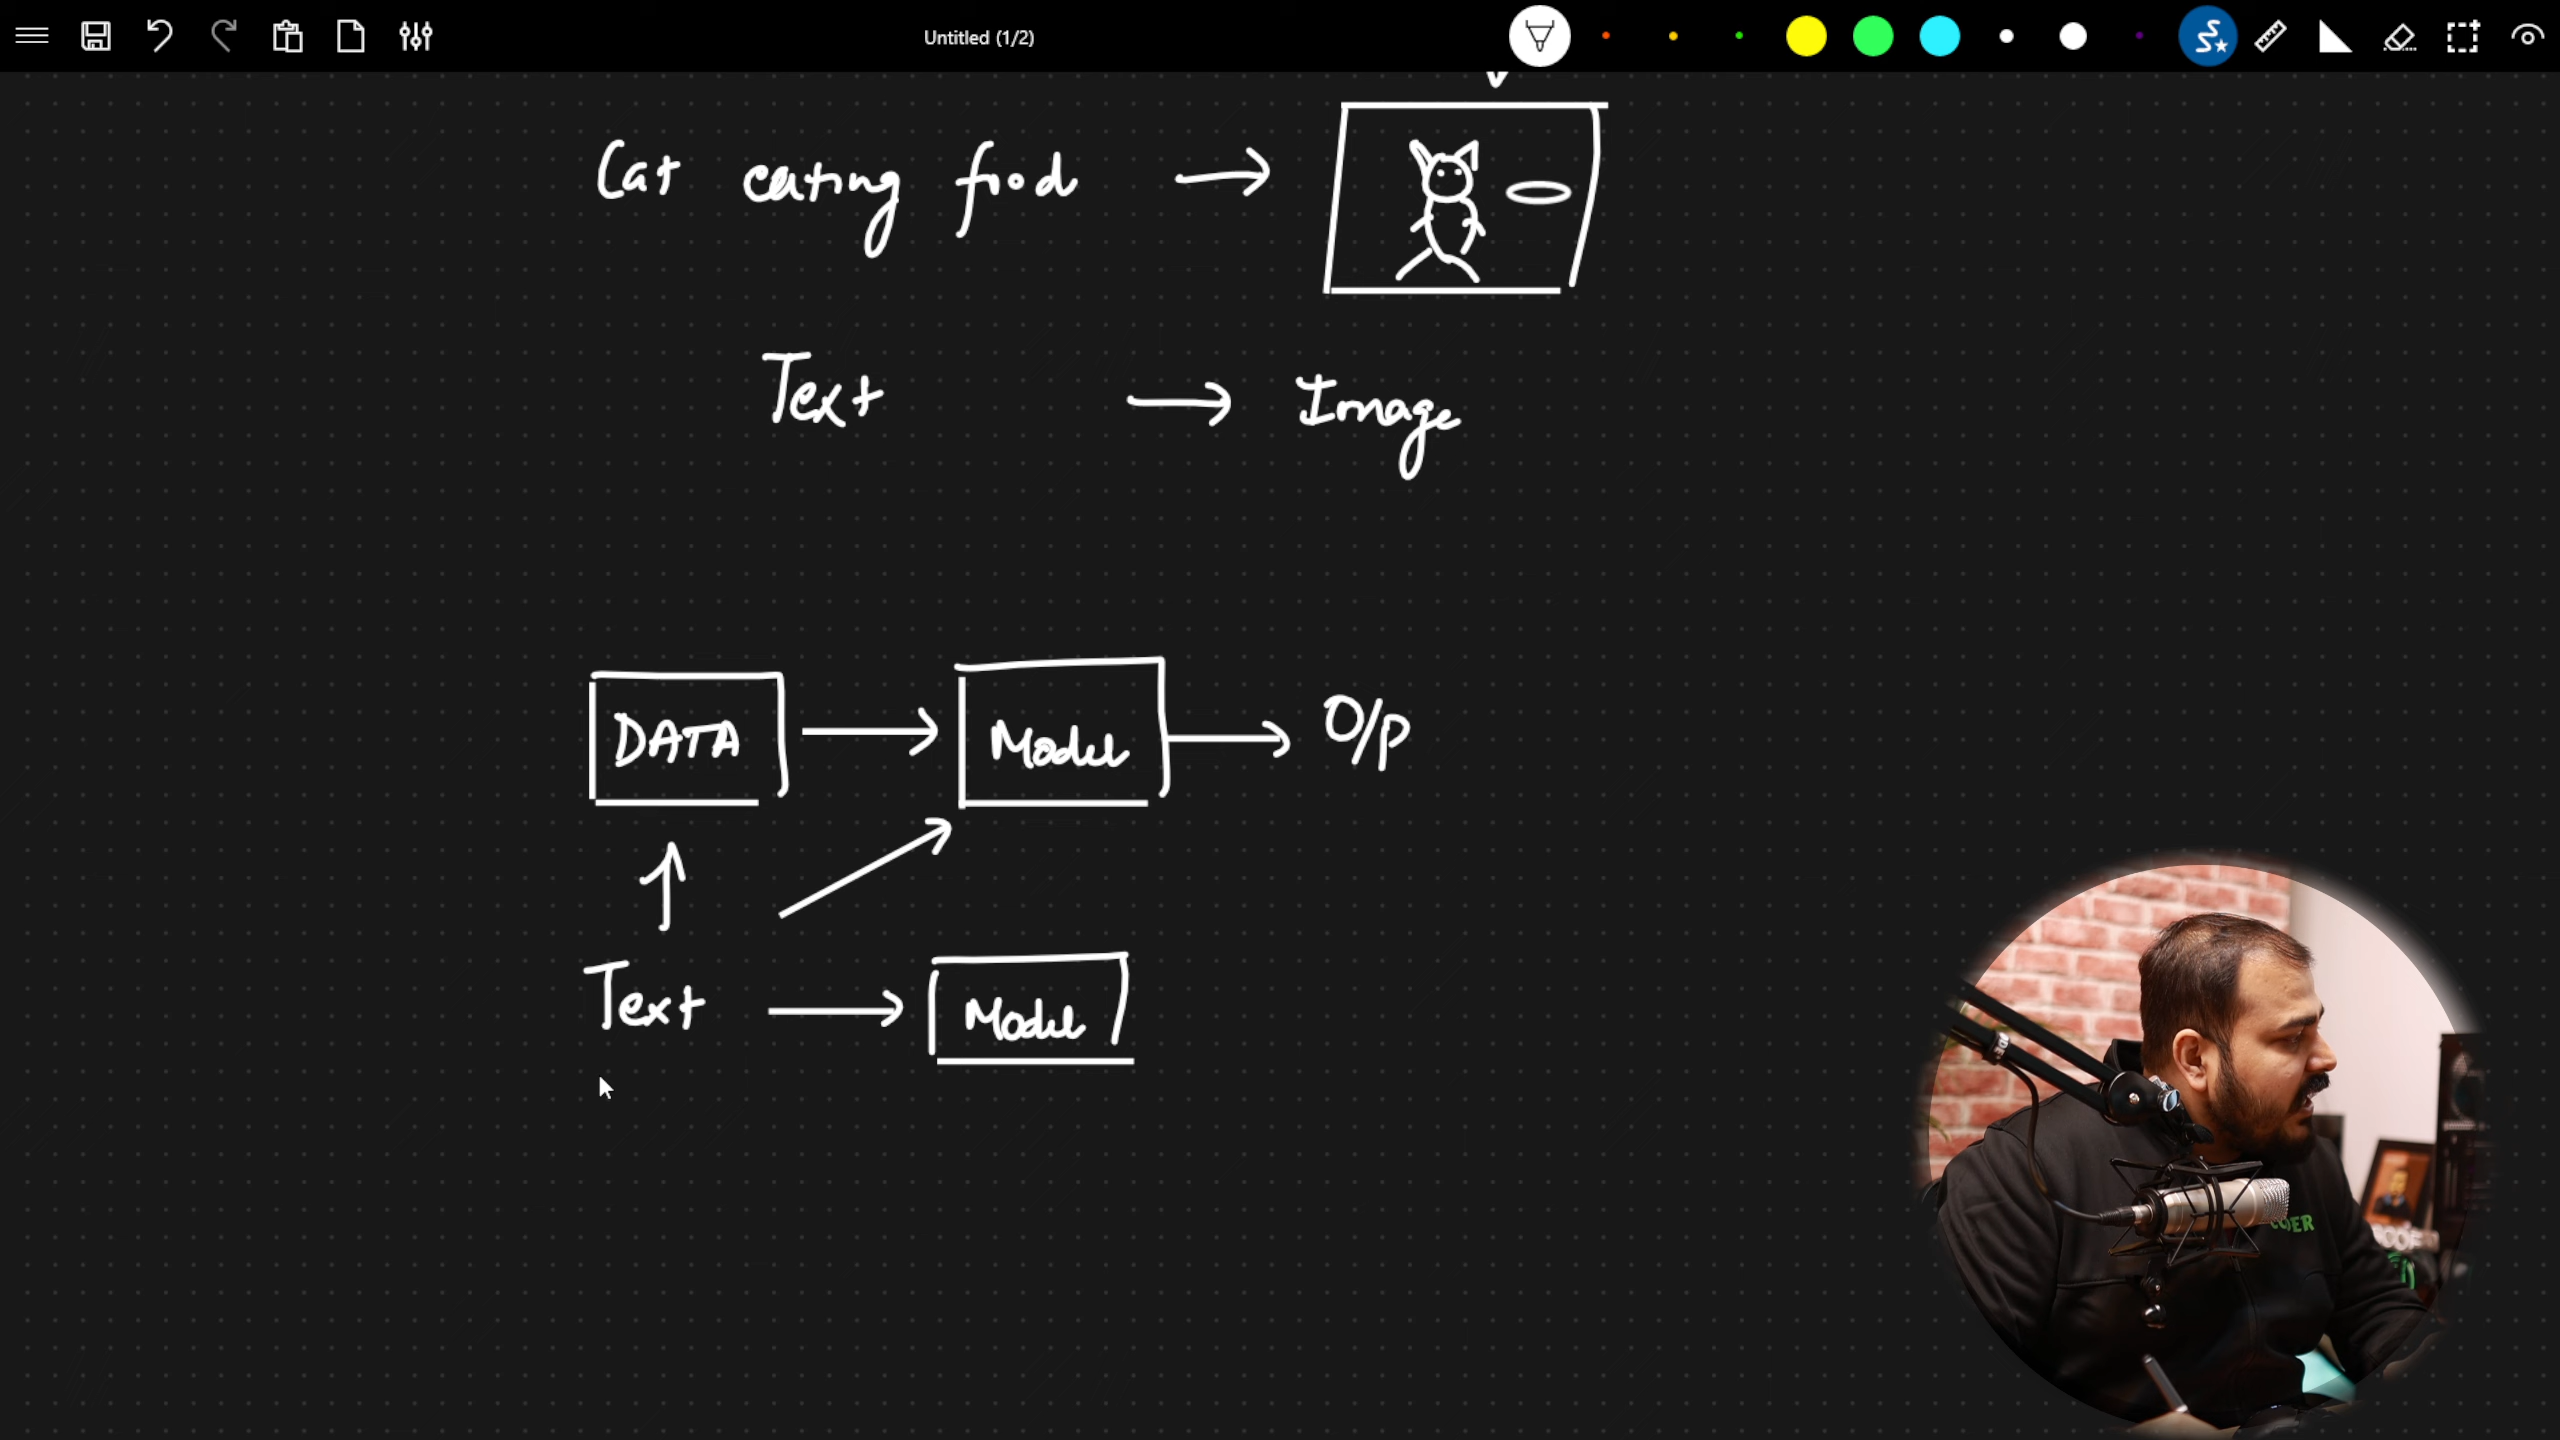 Untitled (1/2)
Cat eating food →
Text → Image
DATA → Model → O/p
Text → Model